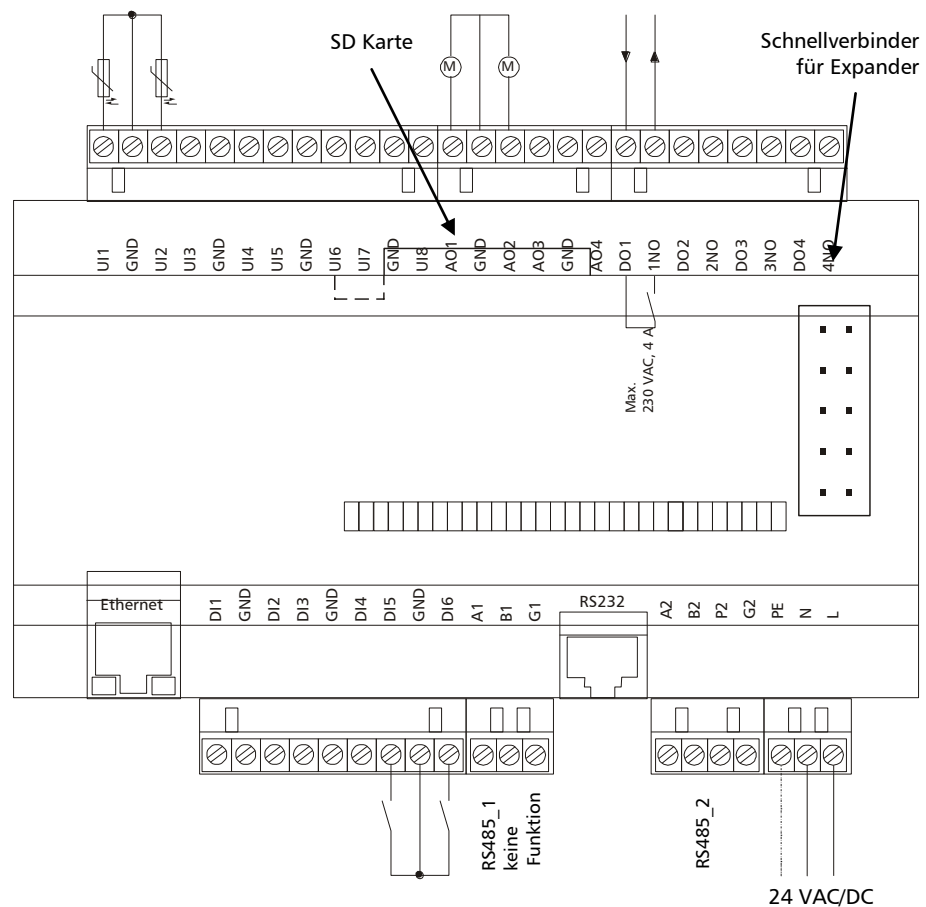 SD Karte
Schnellverbinder
für Expander
M
M
UI1
GND
UI2
UI3
GND
UI4
UI5
GND
UI6
UI7
GND
UI8
AO1
GND
AO2
AO3
GND
AO4
DO1
1NO
DO2
2NO
DO3
3NO
DO4
4NO
Max.
230 VAC, 4 A
Ethernet
DI1
GND
DI2
DI3
GND
DI4
DI5
GND
DI6
A1
B1
G1
RS232
A2
B2
P2
G2
PE
N
L
RS485_1
keine
Funktion
RS485_2
24 VAC/DC